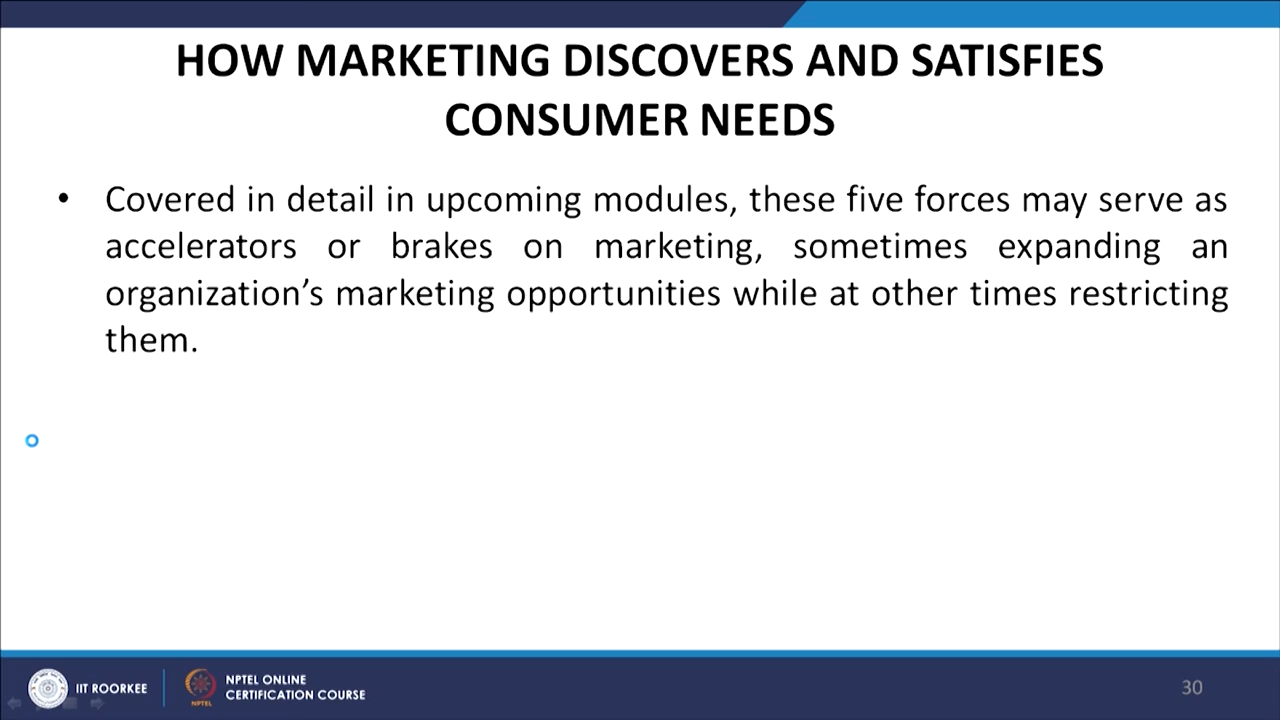 HOW MARKETING DISCOVERS AND SATISFIES
CONSUMER NEEDS
• Covered in detail in upcoming modules, these five forces may serve as
accelerators or brakes on marketing, sometimes expanding an
organization’s marketing opportunities while at other times restricting
them.
IIT ROORKEE
NPTEL
NPTEL ONLINE
CERTIFICATION COURSE
30